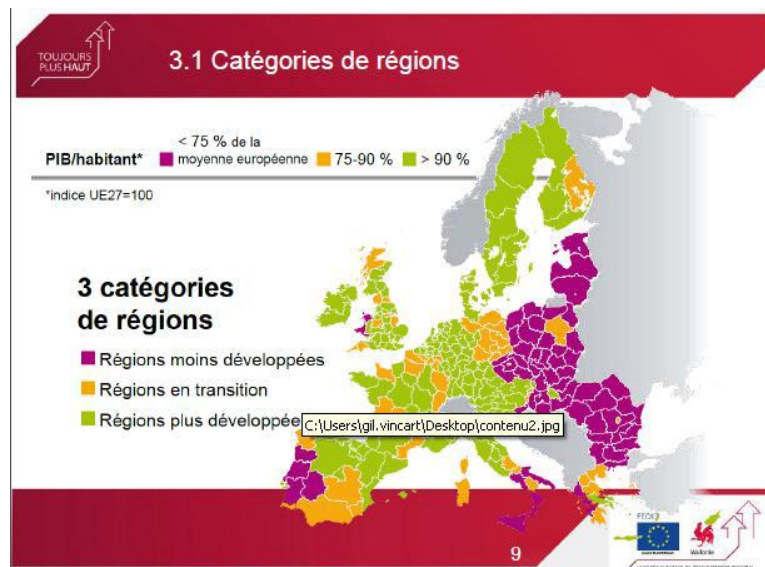 TOUJOURS
PLUS HAUT
3.1 Catégories de régions
PIB/habitant*
< 75 % de la
moyenne européenne
75-90 %
> 90 %
*indice UE27=100
3 catégories
de régions
Régions moins développées
Régions en transition
Régions plus développée
C:\Users\gil.vincart\Desktop\contenu2.jpg
FEDER
Wallonie
9